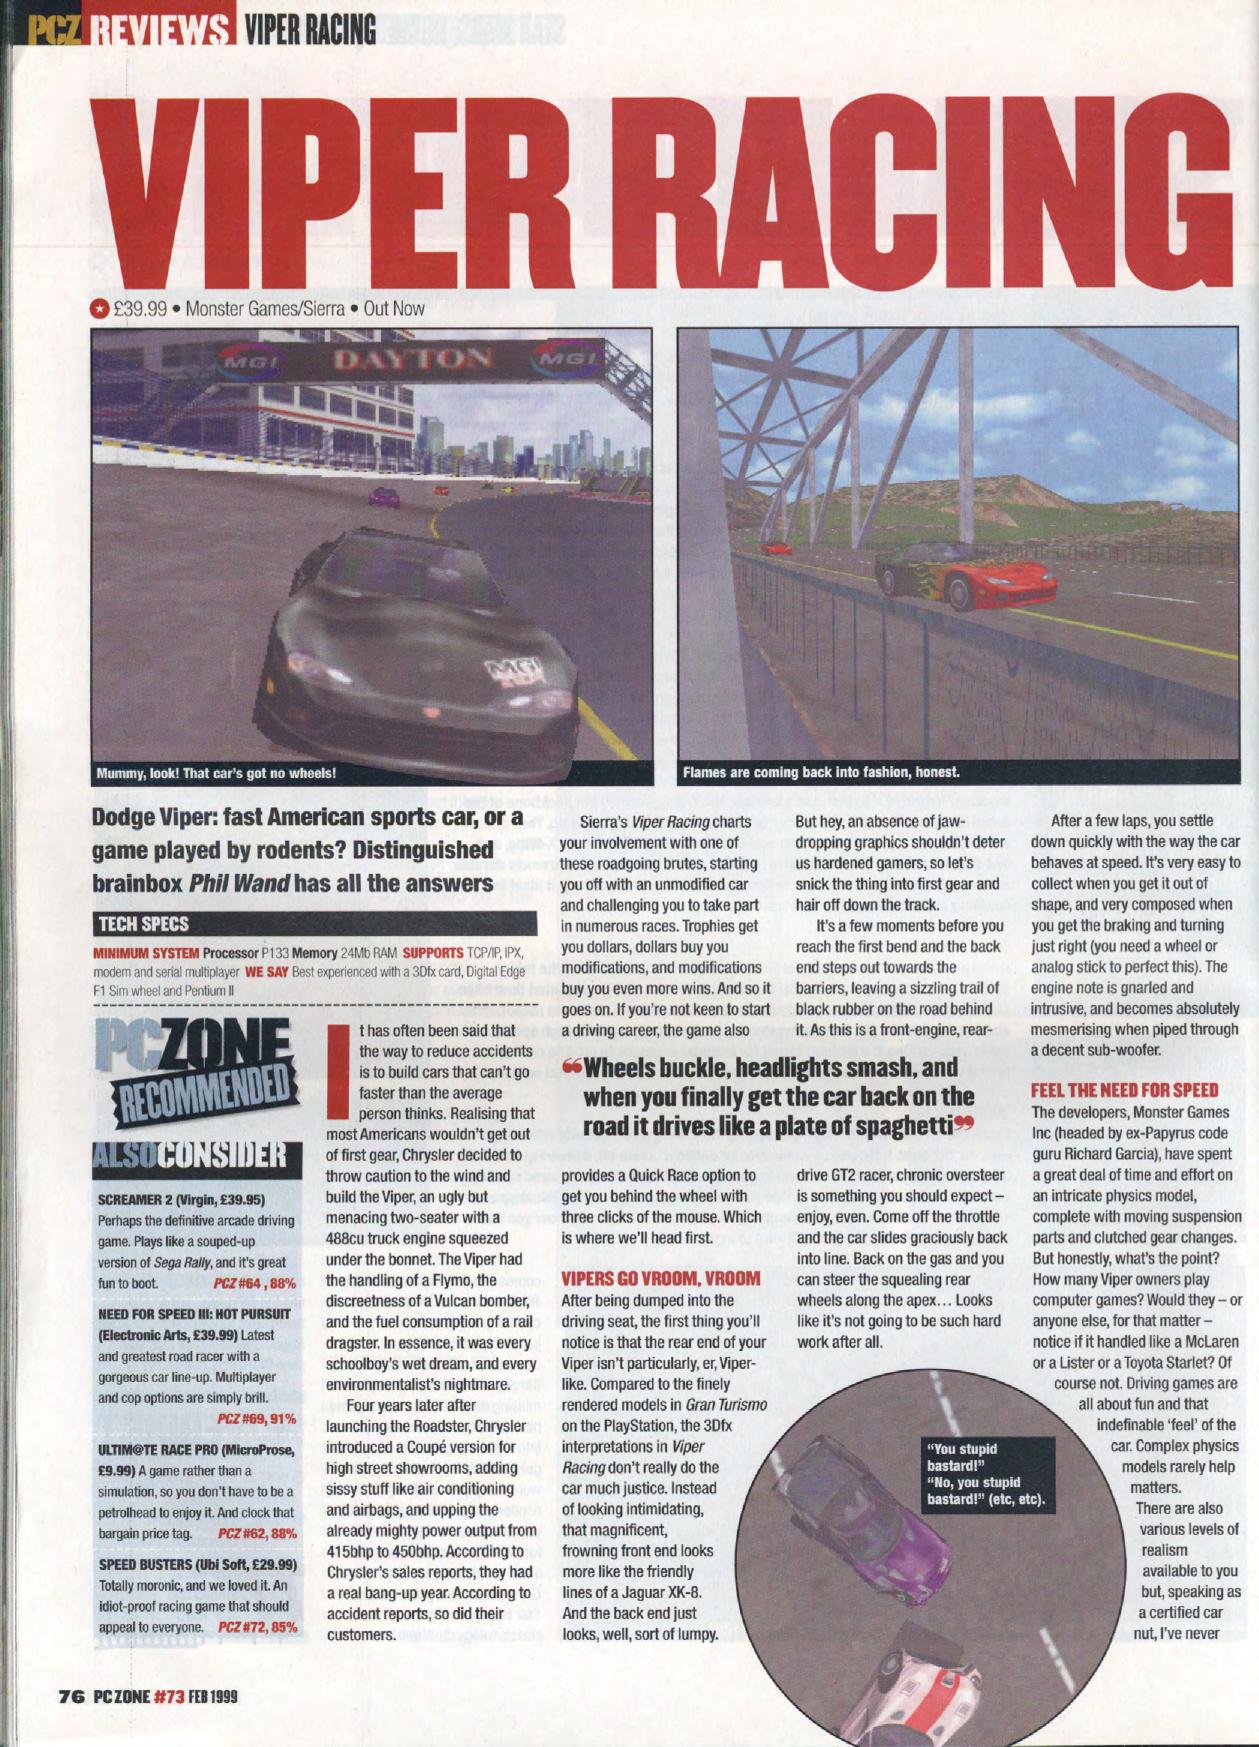 PCZ REVIEWS VIPER RACING
VIPER RACING
£39.99 • Monster Games/Sierra • Out Now
MGI DAYTON MGI
MGI
Mummy, look! That car's got no wheels!
Flames are coming back into fashion, honest.
Dodge Viper: fast American sports car, or a
game played by rodents? Distinguished
brainbox Phil Wand has all the answers
TECH SPECS
MINIMUM SYSTEM Processor P133 Memory 24Mb RAM SUPPORTS TCP/IP, IPX,
modem and serial multiplayer WE SAY Best experienced with a 3Dfx card, Digital Edge
F1 Sim wheel and Pentium II
PCZONE
RECOMMENDED
ALSO CONSIDER
SCREAMER 2 (Virgin, £39.95)
Perhaps the definitive arcade driving
game. Plays like a souped-up
version of Sega Rally, and it's great
fun to boot. PCZ #64, 88%
NEED FOR SPEED III: HOT PURSUIT
(Electronic Arts, £39.99) Latest
and greatest road racer with a
gorgeous car line-up. Multiplayer
and cop options are simply brill.
PCZ #69, 91%
ULTIM@TE RACE PRO (MicroProse,
£9.99) A game rather than a
simulation, so you don't have to be a
petrolhead to enjoy it. And clock that
bargain price tag. PCZ #62, 88%
SPEED BUSTERS (Ubi Soft, £29.99)
Totally moronic, and we loved it. An
idiot-proof racing game that should
appeal to everyone. PCZ #72, 85%
It has often been said that
the way to reduce accidents
is to build cars that can't go
faster than the average
person thinks. Realising that
most Americans wouldn't get out
of first gear, Chrysler decided to
throw caution to the wind and
build the Viper, an ugly but
menacing two-seater with a
488cu truck engine squeezed
under the bonnet. The Viper had
the handling of a Flymo, the
discreetness of a Vulcan bomber,
and the fuel consumption of a rail
dragster. In essence, it was every
schoolboy's wet dream, and every
environmentalist's nightmare.
Four years later after
launching the Roadster, Chrysler
introduced a Coupé version for
high street showrooms, adding
sissy stuff like air conditioning
and airbags, and upping the
already mighty power output from
415bhp to 450bhp. According to
Chrysler's sales reports, they had
a real bang-up year. According to
accident reports, so did their
customers.
Sierra's Viper Racing charts
your involvement with one of
these roadgoing brutes, starting
you off with an unmodified car
and challenging you to take part
in numerous races. Trophies get
you dollars, dollars buy you
modifications, and modifications
buy you even more wins. And so it
goes on. If you're not keen to start
a driving career, the game also
“Wheels buckle, headlights smash, and
when you finally get the car back on the
road it drives like a plate of spaghetti”
provides a Quick Race option to
get you behind the wheel with
three clicks of the mouse. Which
is where we'll head first.
VIPERS GO VROOM, VROOM
After being dumped into the
driving seat, the first thing you'll
notice is that the rear end of your
Viper isn't particularly, er, Viper-
like. Compared to the finely
rendered models in Gran Turismo
on the PlayStation, the 3Dfx
interpretations in Viper
Racing don't really do the
car much justice. Instead
of looking intimidating,
that magnificent,
frowning front end looks
more like the friendly
lines of a Jaguar XK-8.
And the back end just
looks, well, sort of lumpy.
But hey, an absence of jaw-
dropping graphics shouldn't deter
us hardened gamers, so let's
snick the thing into first gear and
hair off down the track.
It's a few moments before you
reach the first bend and the back
end steps out towards the
barriers, leaving a sizzling trail of
black rubber on the road behind
it. As this is a front-engine, rear-
drive GT2 racer, chronic oversteer
is something you should expect –
enjoy, even. Come off the throttle
and the car slides graciously back
into line. Back on the gas and you
can steer the squealing rear
wheels along the apex… Looks
like it's not going to be such hard
work after all.
“You stupid
bastard!”
“No, you stupid
bastard!” (etc, etc).
After a few laps, you settle
down quickly with the way the car
behaves at speed. It's very easy to
collect when you get it out of
shape, and very composed when
you get the braking and turning
just right (you need a wheel or
analog stick to perfect this). The
engine note is gnarled and
intrusive, and becomes absolutely
mesmerising when piped through
a decent sub-woofer.
FEEL THE NEED FOR SPEED
The developers, Monster Games
Inc (headed by ex-Papyrus code
guru Richard Garcia), have spent
a great deal of time and effort on
an intricate physics model,
complete with moving suspension
parts and clutched gear changes.
But honestly, what's the point?
How many Viper owners play
computer games? Would they – or
anyone else, for that matter –
notice if it handled like a McLaren
or a Lister or a Toyota Starlet? Of
course not. Driving games are
all about fun and that
indefinable ‘feel’ of the
car. Complex physics
models rarely help
matters.
There are also
various levels of
realism
available to you
but, speaking as
a certified car
nut, I've never
76 PCZONE #73 FEB 1999